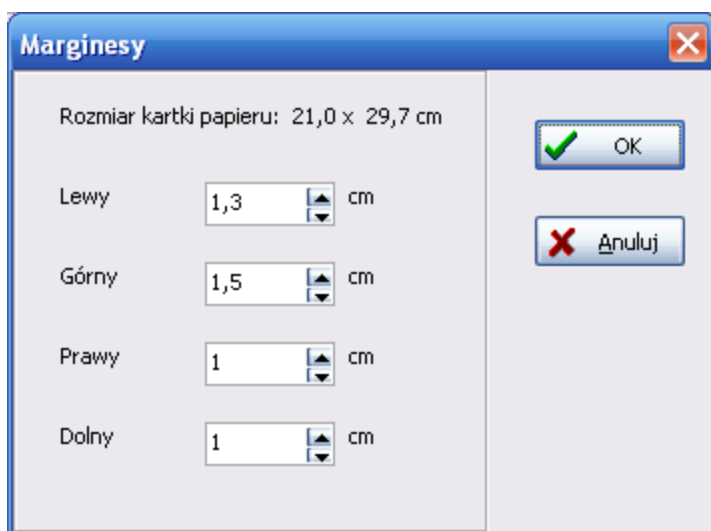 Marginesy
Rozmiar kartki papieru: 21,0 x 29,7 cm
OK
Lewy 1,3 cm
Anuluj
Górny 1,5 cm
Prawy 1 cm
Dolny 1 cm